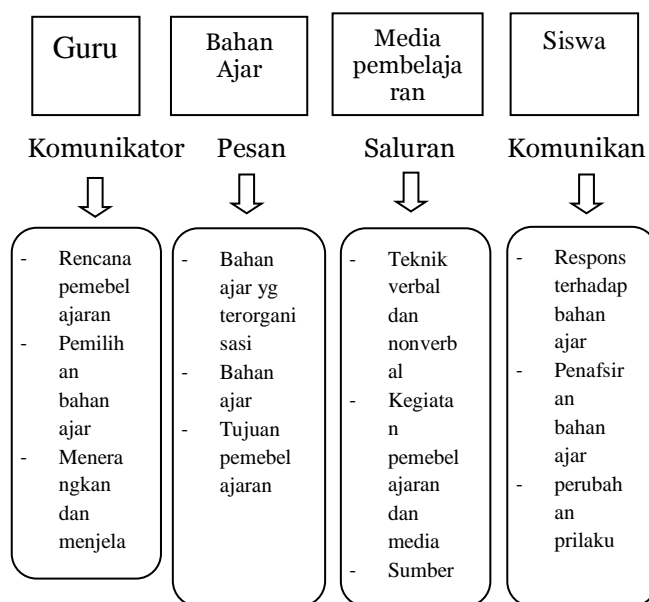 Guru
Bahan
Ajar
Media
pembelaja
ran
Siswa
Komunikator
Pesan
Saluran
Komunikan
- Rencana
pemebel
ajaran
- Pemilih
an
bahan
ajar
- Menera
ngkan
dan
menjela
- Bahan
ajar yg
terorgani
sasi
- Bahan
ajar
- Tujuan
pemebel
ajaran
- Teknik
verbal
dan
nonverb
al
- Kegiata
n
pemebel
ajaran
dan
media
- Sumber
- Respons
terhadap
bahan
ajar
- Penafsir
an
bahan
ajar
- perubah
an
prilaku